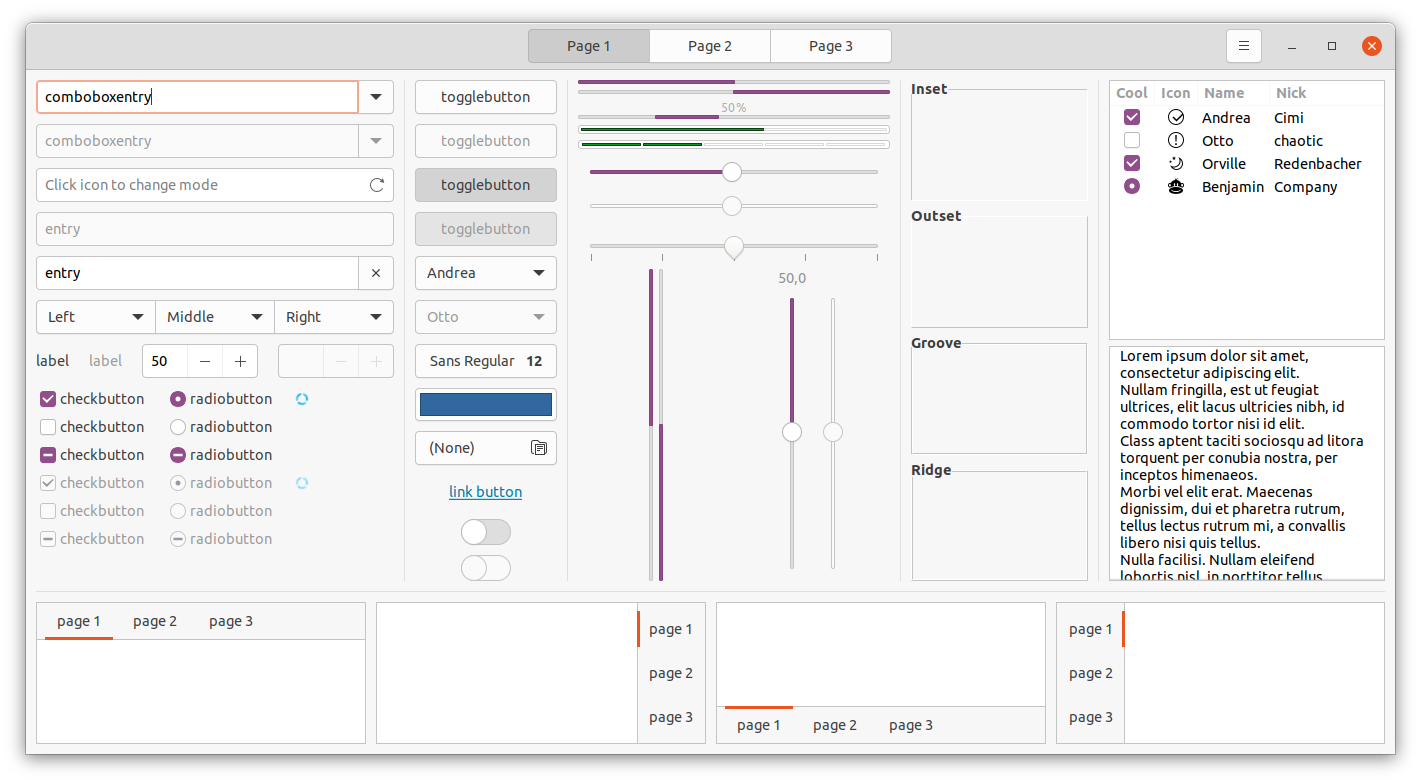 Page 1
Page 2
Page 3
comboboxentry
comboboxentry
Click icon to change mode
entry
entry
Left
Middle
Right
label
label
50
checkbutton
radiobutton
checkbutton
radiobutton
checkbutton
radiobutton
checkbutton
radiobutton
checkbutton
radiobutton
checkbutton
radiobutton
togglebutton
togglebutton
togglebutton
togglebutton
Andrea
Otto
Sans Regular 12
(None)
link button
50%
50,0
Inset
Outset
Groove
Ridge
Cool Icon Name Nick
Andrea Cimi
Otto chaotic
Orville Redenbacher
Benjamin Company
Lorem ipsum dolor sit amet,
consectetur adipiscing elit.
Nullam fringilla, est ut feugiat
ultrices, elit lacus ultricies nibh, id
commodo tortor nisi id elit.
Class aptent taciti sociosqu ad litora
torquent per conubia nostra, per
inceptos himenaeos.
Morbi vel elit erat. Maecenas
dignissim, dui et pharetra rutrum,
tellus lectus rutrum mi, a convallis
libero nisi quis tellus.
Nulla facilisi. Nullam eleifend
lobortis nisl, in porttitor tellus
page 1
page 2
page 3
page 1
page 2
page 3
page 1
page 2
page 3
page 1
page 2
page 3